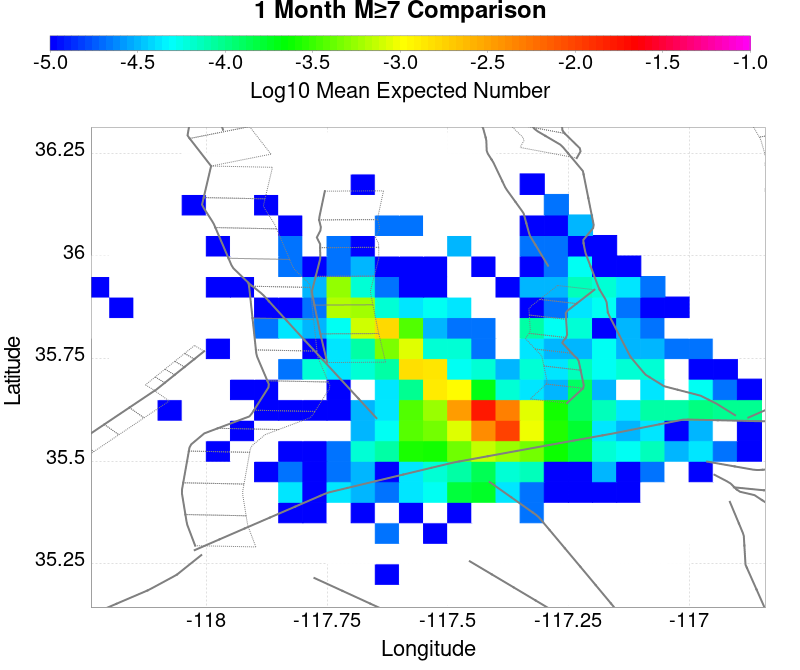 1 Month M≥7 Comparison
-5.0 -4.5 -4.0 -3.5 -3.0 -2.5 -2.0 -1.5 -1.0
Log10 Mean Expected Number
36.25
36
35.75
35.5
35.25
Latitude
-118 -117.75 -117.5 -117.25 -117
Longitude